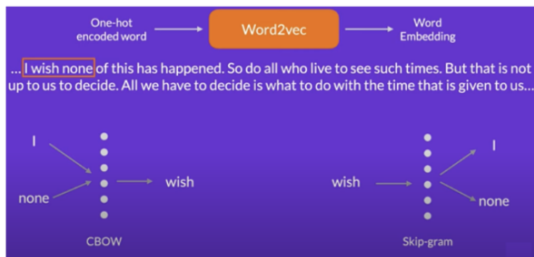 One-hot encoded word
Word2vec
Word Embedding
... I wish none of this has happened. So do all who live to see such times. But that is not
up to us to decide. All we have to decide is what to do with the time that is given to us...
I
none
wish
CBOW
wish
I
none
Skip-gram